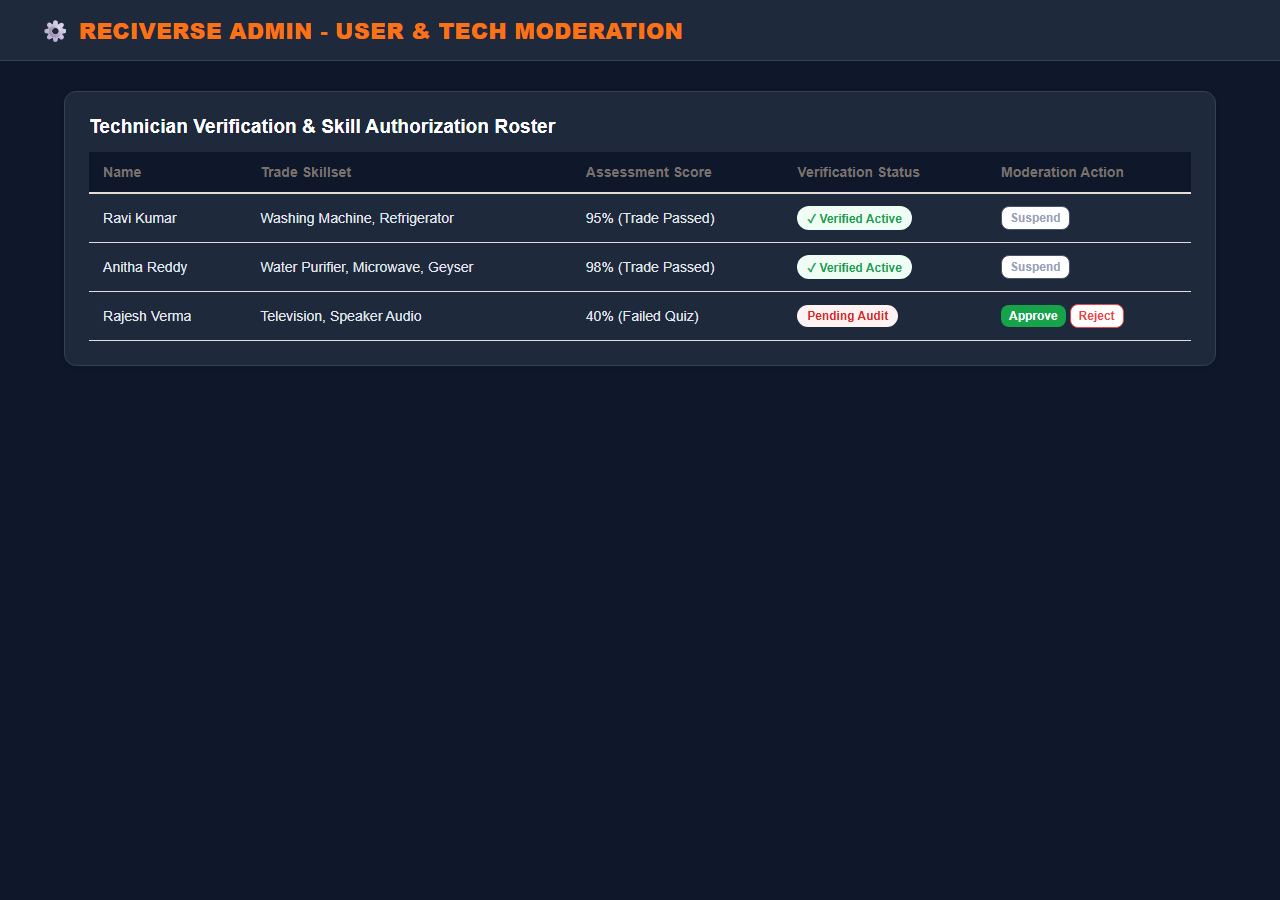 ⚙️ RECIVERSE ADMIN - USER & TECH MODERATION
Technician Verification & Skill Authorization Roster
Name Trade Skillset Assessment Score Verification Status Moderation Action
Ravi Kumar Washing Machine, Refrigerator 95% (Trade Passed) ✓ Verified Active Suspend
Anitha Reddy Water Purifier, Microwave, Geyser 98% (Trade Passed) ✓ Verified Active Suspend
Rajesh Verma Television, Speaker Audio 40% (Failed Quiz) Pending Audit Approve Reject